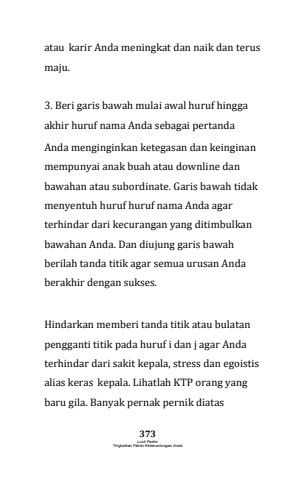 atau karir Anda meningkat dan naik dan terus
maju.
3. Beri garis bawah mulai awal huruf hingga
akhir huruf nama Anda sebagai pertanda
Anda menginginkan ketegasan dan keinginan
mempunyai anak buah atau downline dan
bawahan atau subordinate. Garis bawah tidak
menyentuh huruf huruf nama Anda agar
terhindar dari kecurangan yang ditimbulkan
bawahan Anda. Dan diujung garis bawah
berilah tanda titik agar semua urusan Anda
berakhir dengan sukses.
Hindarkan memberi tanda titik atau bulatan
pengganti titik pada huruf i dan j agar Anda
terhindar dari sakit kepala, stress dan egoistis
alias keras kepala. Lihatlah KTP orang yang
baru gila. Banyak pernak pernik diatas
373
Luck Factor
Tingkatkan Faktor Keberuntungan Anda